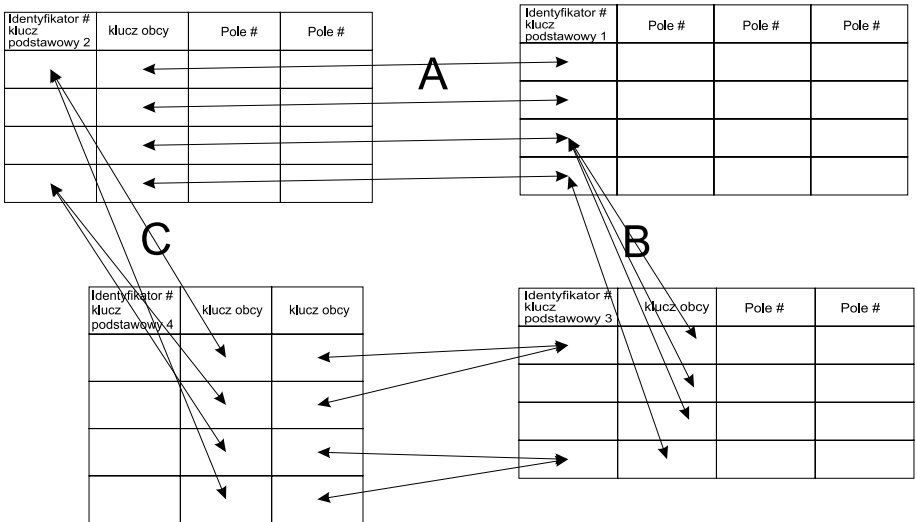 Identyfikator #
klucz
podstawowy 2
klucz obcy
Pole #
Pole #
Identyfikator #
klucz
podstawowy 1
Pole #
Pole #
Pole #
A
C
B
Identyfikator #
klucz
podstawowy 4
klucz obcy
klucz obcy
Identyfikator #
klucz
podstawowy 3
klucz obcy
Pole #
Pole #